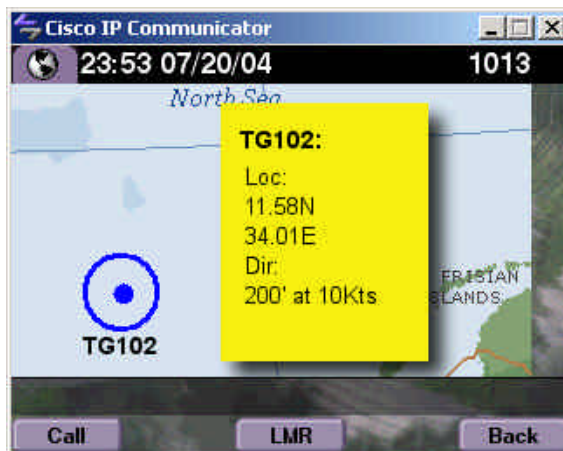 Cisco IP Communicator
23:53 07/20/04 1013
North Sea
TG102:
Loc:
11.58N
34.01E
Dir:
200' at 10Kts
FRISIAN
SLANDS
TG102
Call LMR Back